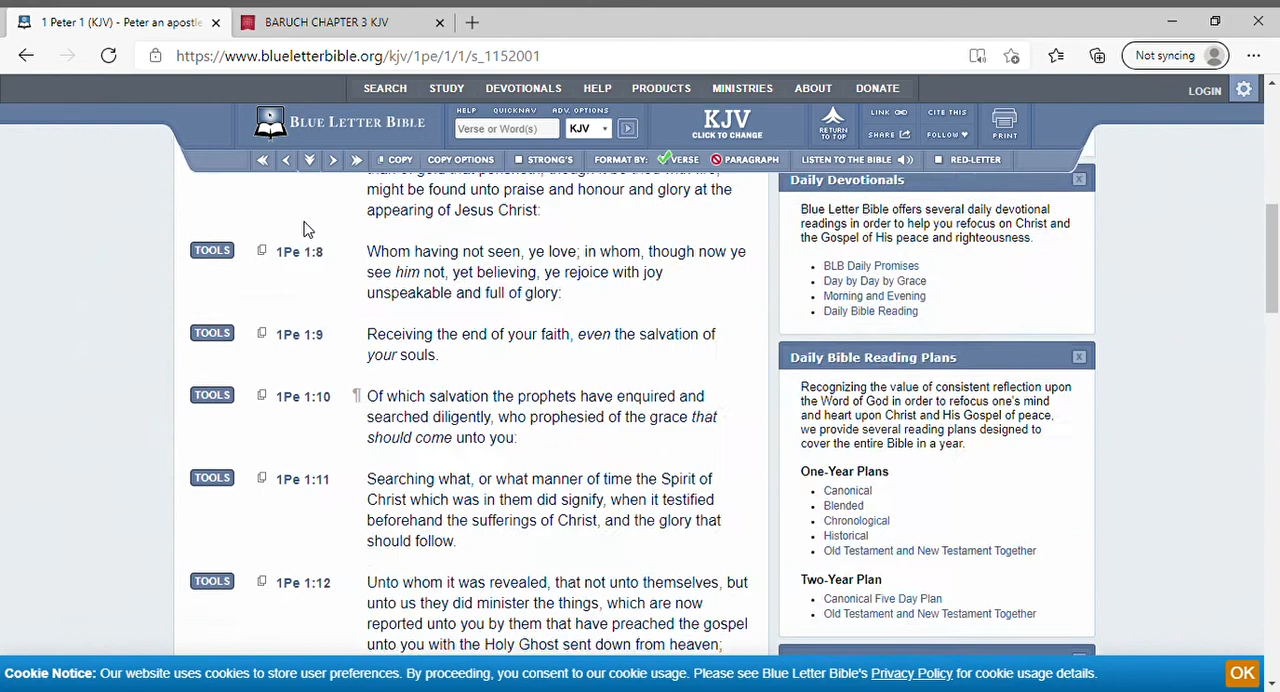 1 Peter 1 (KJV) - Peter an apostle
BARUCH CHAPTER 3 KJV
https://www.blueletterbible.org/kjv/1pe/1/1/s_1152001
Not syncing
SEARCH STUDY DEVOTIONALS HELP PRODUCTS MINISTRIES ABOUT DONATE LOGIN
BLUE LETTER BIBLE
HELP QUICKNAV ADV. OPTIONS
Verse or Word(s) KJV
KJV
CLICK TO CHANGE
RETURN
TO TOP
LINK CITE THIS
SHARE FOLLOW
PRINT
COPY COPY OPTIONS STRONG'S FORMAT BY: VERSE PARAGRAPH LISTEN TO THE BIBLE RED-LETTER
might be found unto praise and honour and glory at the
appearing of Jesus Christ:
TOOLS 1Pe 1:8 Whom having not seen, ye love; in whom, though now ye
see him not, yet believing, ye rejoice with joy
unspeakable and full of glory:
TOOLS 1Pe 1:9 Receiving the end of your faith, even the salvation of
your souls.
TOOLS 1Pe 1:10 ¶ Of which salvation the prophets have enquired and
searched diligently, who prophesied of the grace that
should come unto you:
TOOLS 1Pe 1:11 Searching what, or what manner of time the Spirit of
Christ which was in them did signify, when it testified
beforehand the sufferings of Christ, and the glory that
should follow.
TOOLS 1Pe 1:12 Unto whom it was revealed, that not unto themselves, but
unto us they did minister the things, which are now
reported unto you by them that have preached the gospel
unto you with the Holy Ghost sent down from heaven;
Daily Devotionals
Blue Letter Bible offers several daily devotional
readings in order to help you refocus on Christ and
the Gospel of His peace and righteousness.
BLB Daily Promises
Day by Day by Grace
Morning and Evening
Daily Bible Reading
Daily Bible Reading Plans
Recognizing the value of consistent reflection upon
the Word of God in order to refocus one's mind
and heart upon Christ and His Gospel of peace,
we provide several reading plans designed to
cover the entire Bible in a year.
One-Year Plans
Canonical
Blended
Chronological
Historical
Old Testament and New Testament Together
Two-Year Plan
Canonical Five Day Plan
Old Testament and New Testament Together
Cookie Notice: Our website uses cookies to store user preferences. By proceeding, you consent to our cookie usage. Please see Blue Letter Bible's Privacy Policy for cookie usage details. OK